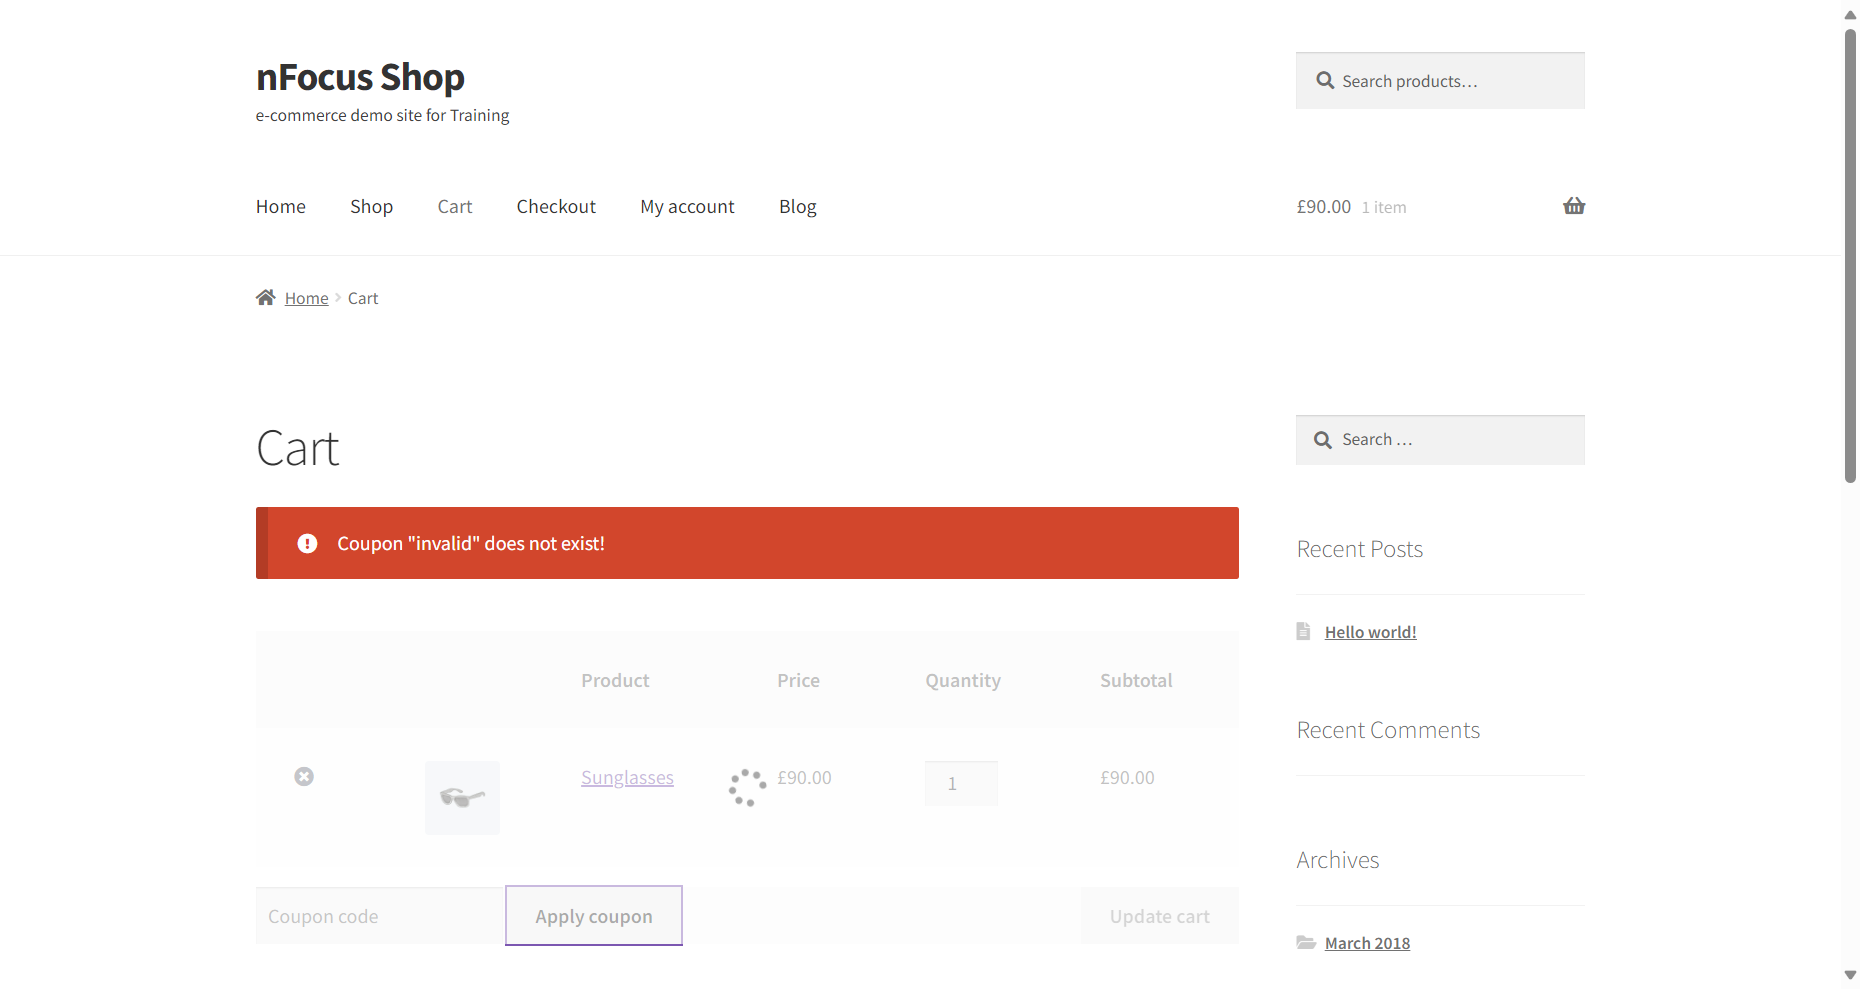 nFocus Shop
e-commerce demo site for Training
Search products…
Home Shop Cart Checkout My account Blog
£90.00 1 item
Home Cart
Cart
Coupon "invalid" does not exist!
Product Price Quantity Subtotal
Sunglasses £90.00 1 £90.00
Coupon code Apply coupon Update cart
Search …
Recent Posts
Hello world!
Recent Comments
Archives
March 2018